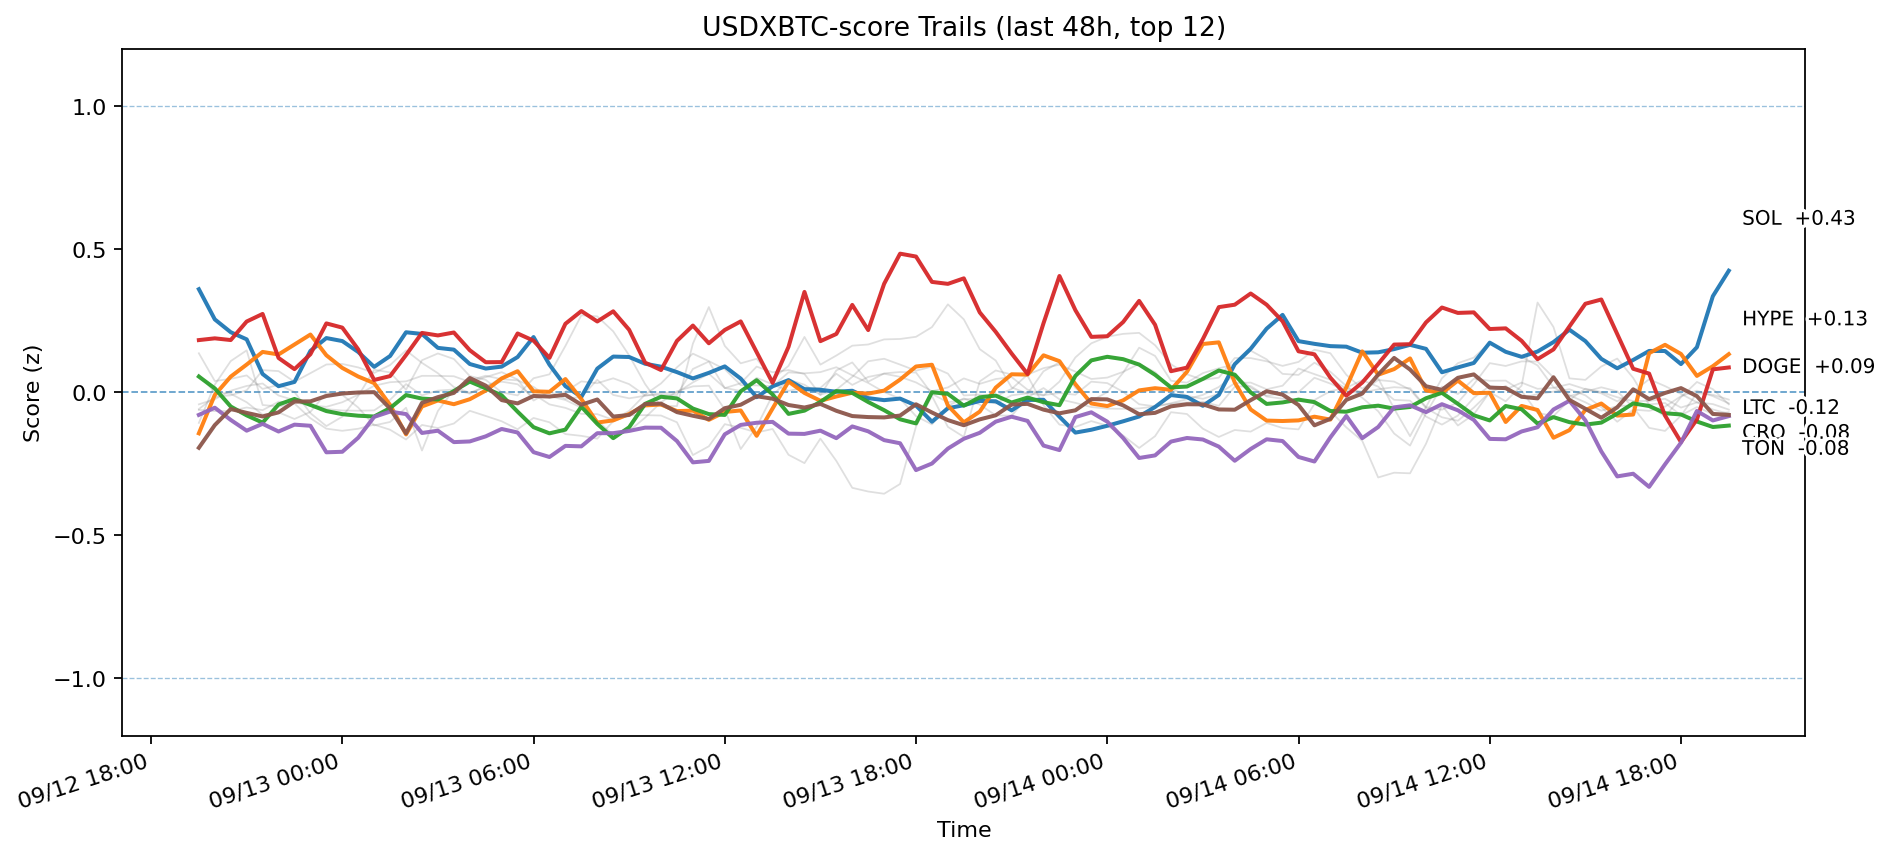 USDXBTC-score Trails (last 48h, top 12)
Score (z)
1.0
0.5
0.0
−0.5
−1.0
SOL +0.43
HYPE +0.13
DOGE +0.09
LTC -0.12
CRO -0.08
TON -0.08
09/12 18:00
09/13 00:00
09/13 06:00
09/13 12:00
09/13 18:00
09/14 00:00
09/14 06:00
09/14 12:00
09/14 18:00
Time